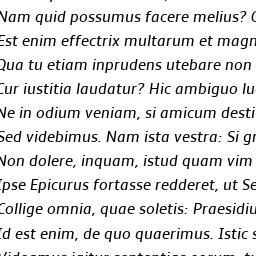 Nam quid possumus facere melius?
Est enim effectrix multarum et magn
Qua tu etiam inprudens utebare non
Cur iustitia laudatur? Hic ambiguo lu
Ne in odium veniam, si amicum desti
Sed videbimus. Nam ista vestra: Si gr
Non dolere, inquam, istud quam vim
Ipse Epicurus fortasse redderet, ut Se
Collige omnia, quae soletis: Praesidiu
Id est enim, de quo quaerimus. Istic s